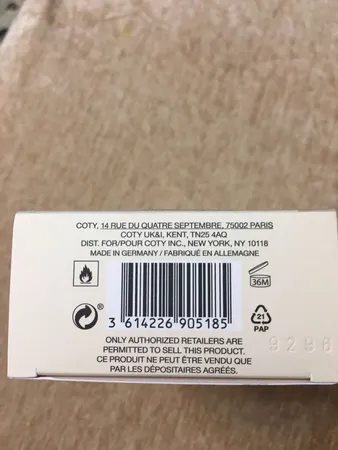 COTY, 14 RUE DU QUATRE SEPTEMBRE, 75002 PARIS
COTY UK&I, KENT, TN25 4AQ
DIST. FOR/POUR COTY INC., NEW YORK, NY 10118
MADE IN GERMANY / FABRIQUÉ EN ALLEMAGNE
36M
3 614226 905185
21
PAP
9296
ONLY AUTHORIZED RETAILERS ARE
PERMITTED TO SELL THIS PRODUCT.
CE PRODUIT NE PEUT ÊTRE VENDU QUE
PAR LES DÉPOSITAIRES AGRÉÉS.